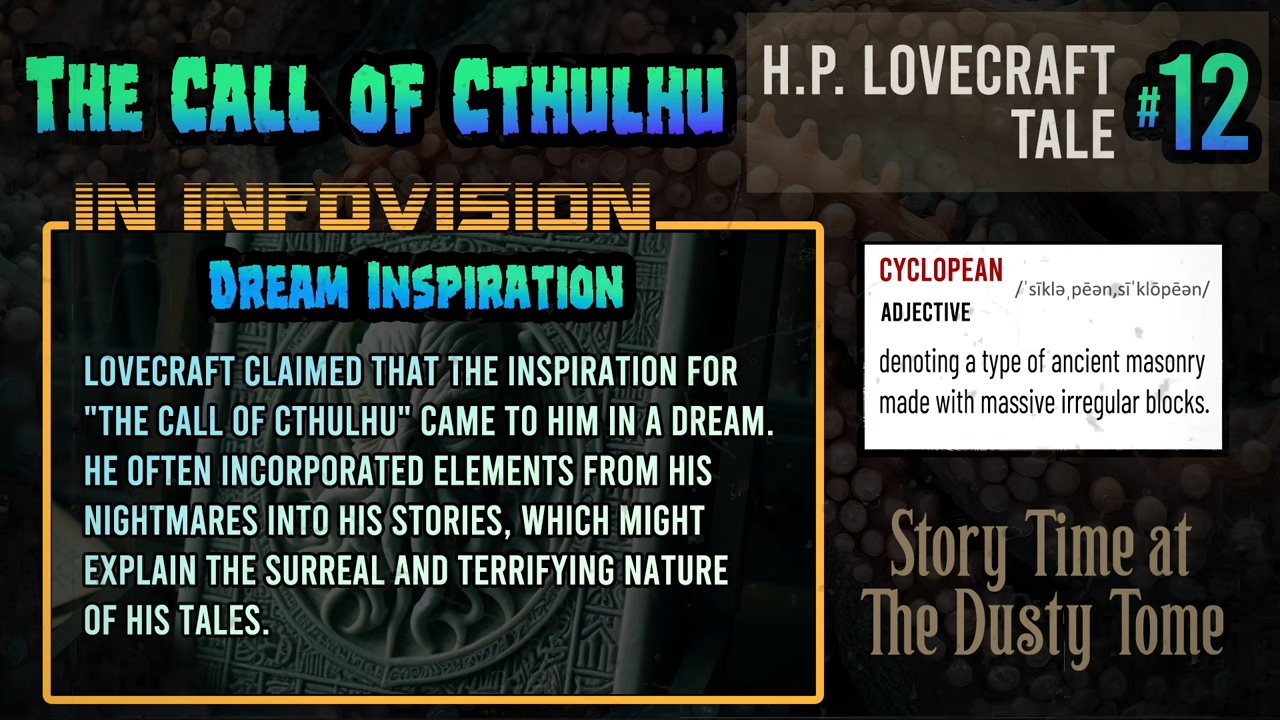 THE CALL OF CTHULHU
H.P. LOVECRAFT
TALE #12
IN INFOVISION
DREAM INSPIRATION
LOVECRAFT CLAIMED THAT THE INSPIRATION FOR
"THE CALL OF CTHULHU" CAME TO HIM IN A DREAM.
HE OFTEN INCORPORATED ELEMENTS FROM HIS
NIGHTMARES INTO HIS STORIES, WHICH MIGHT
EXPLAIN THE SURREAL AND TERRIFYING NATURE
OF HIS TALES.
CYCLOPEAN
/ˈsīkləˌpēən,sīˈklōpēən/
ADJECTIVE
denoting a type of ancient masonry
made with massive irregular blocks.
Story Time at
The Dusty Tome